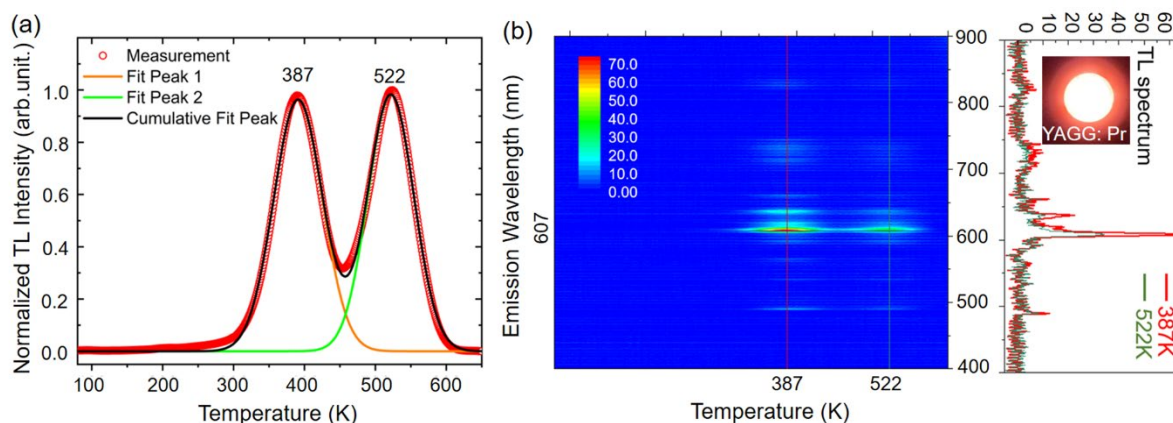 (a)
Normalized TL Intensity (arb.unit.)
1.0
0.8
0.6
0.4
0.2
0.0
Measurement
Fit Peak 1
Fit Peak 2
Cumulative Fit Peak
387
522
100 200 300 400 500 600
Temperature (K)
(b)
Emission Wavelength (nm)
607
70.0
60.0
50.0
40.0
30.0
20.0
10.0
0.00
387
522
Temperature (K)
900
800
700
600
500
400
0 10 20 30 40 50 60
TL spectrum
YAGG: Pr
387K
522K